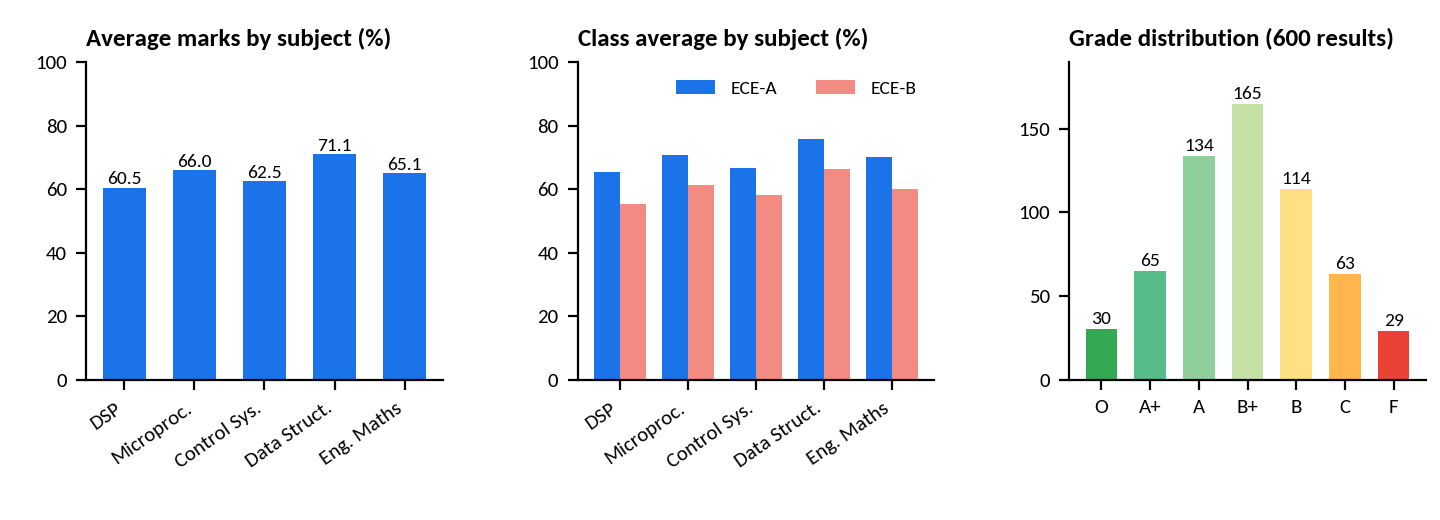 Average marks by subject (%)
100
80
60
40
20
0
60.5
66.0
62.5
71.1
65.1
DSP
Microproc.
Control Sys.
Data Struct.
Eng. Maths
Class average by subject (%)
ECE-A
ECE-B
100
80
60
40
20
0
DSP
Microproc.
Control Sys.
Data Struct.
Eng. Maths
Grade distribution (600 results)
150
100
50
0
30
65
134
165
114
63
29
O
A+
A
B+
B
C
F